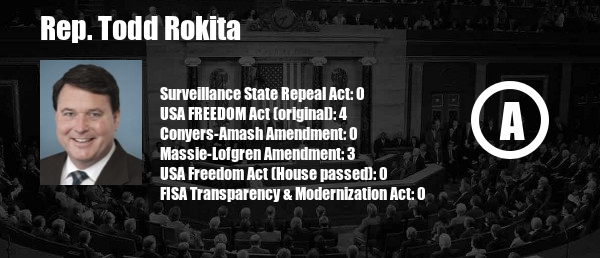 Rep. Todd Rokita
Surveillance State Repeal Act: 0
USA FREEDOM Act (original): 4
Conyers-Amash Amendment: 0
Massie-Lofgren Amendment: 3
USA Freedom Act (House passed): 0
FISA Transparency & Modernization Act: 0
A